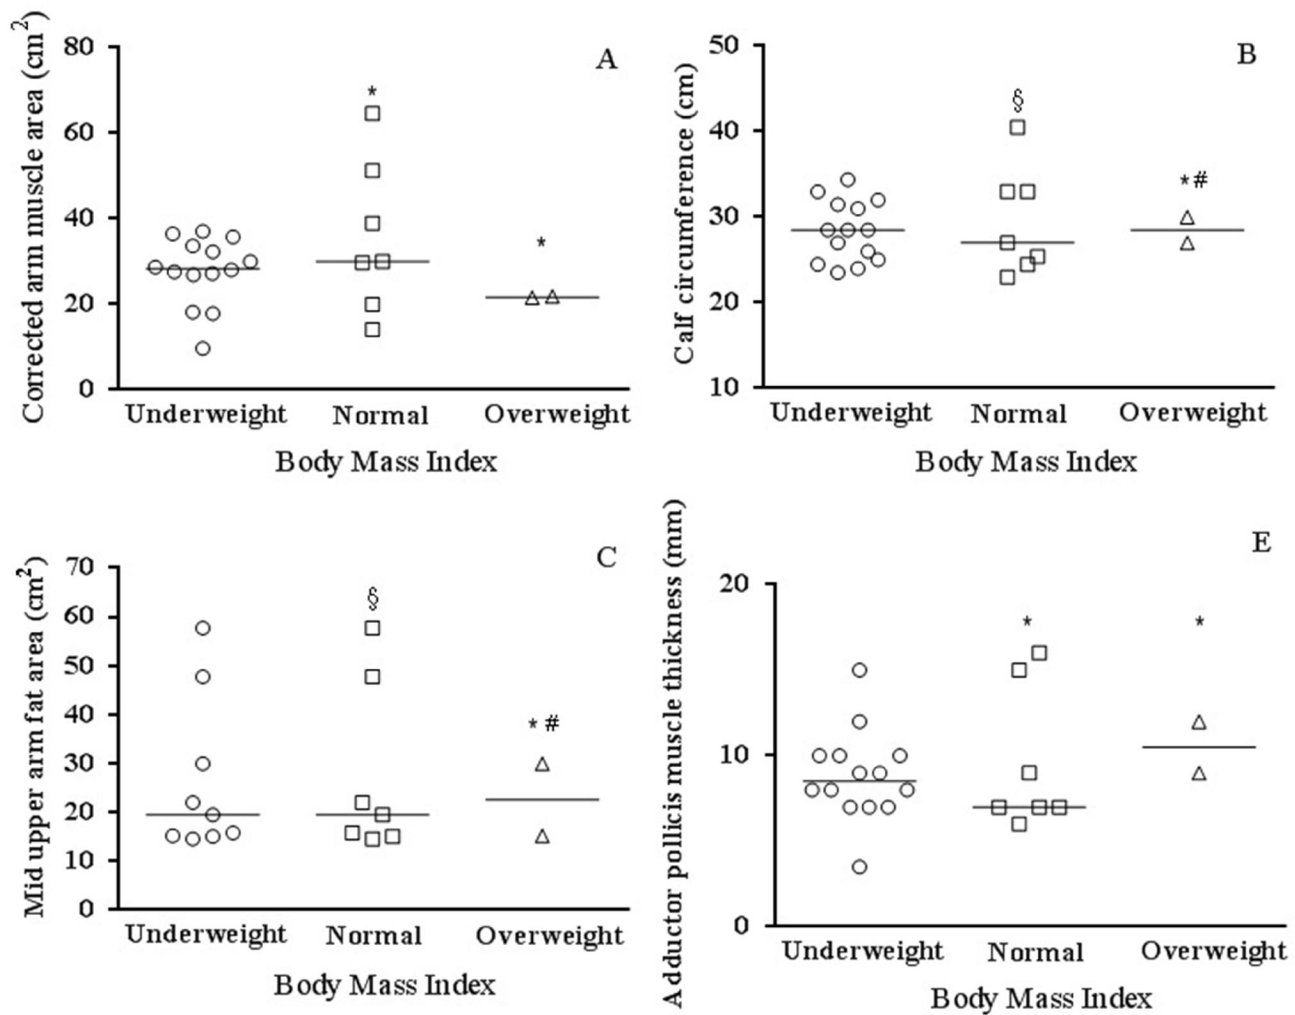 Corrected arm muscle area (cm²)
80
60
40
20
0
A
*
*
Underweight Normal Overweight
Body Mass Index
Calf circumference (cm)
50
40
30
20
10
B
§
*#
Underweight Normal Overweight
Body Mass Index
Mid upper arm fat area (cm²)
70
60
50
40
30
20
10
0
C
§
* #
Underweight Normal Overweight
Body Mass Index
Adductor pollicis muscle thickness (mm)
20
10
0
E
*
*
Underweight Normal Overweight
Body Mass Index